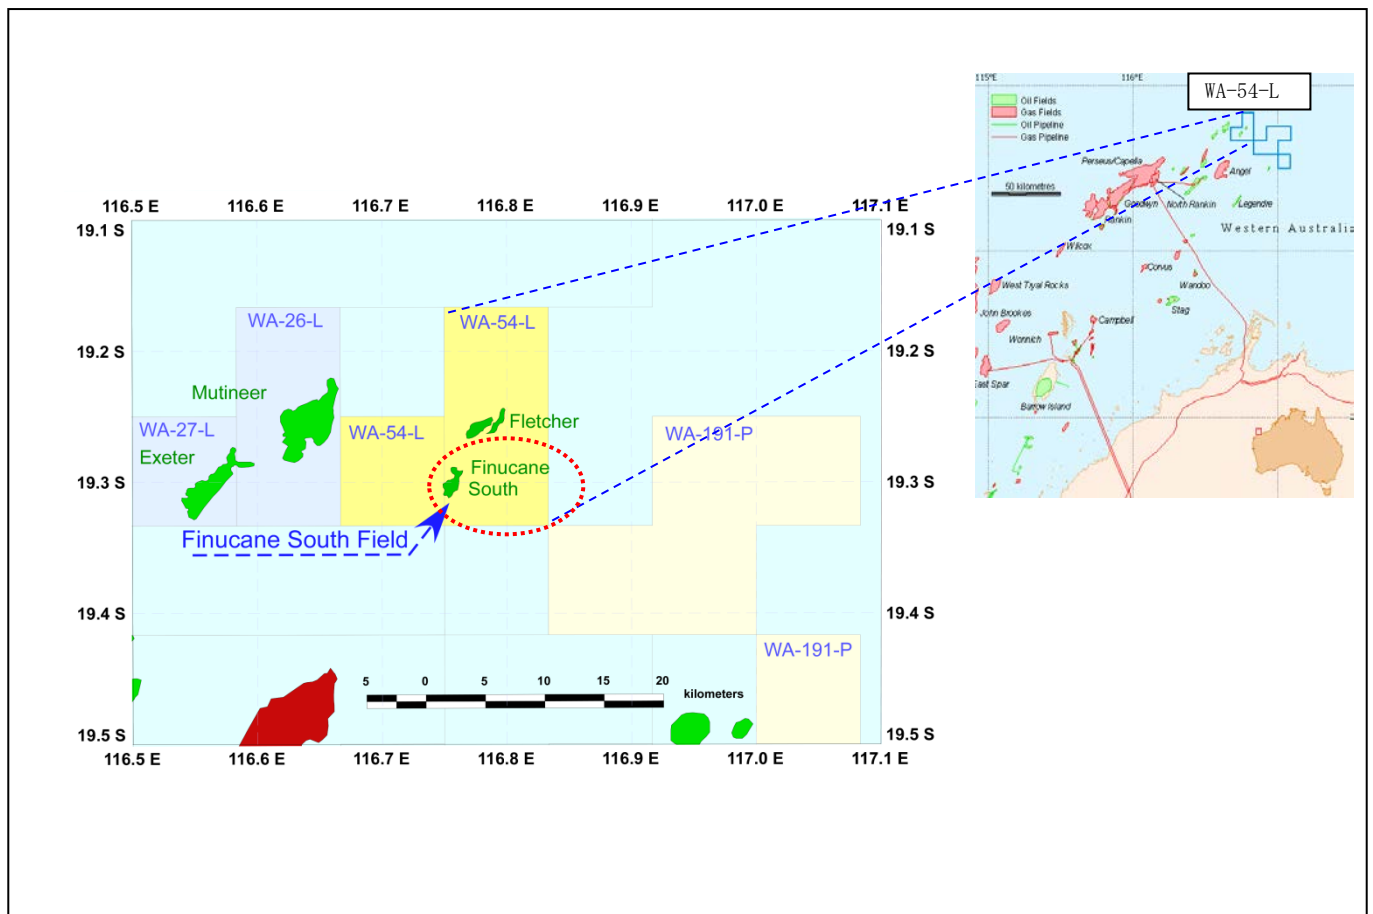 115°E
116°E
WA-54-L
Oil Fields
Gas Fields
Oil Pipeline
Gas Pipeline
50 kilometres
Perseus/Capella
Angel
Goodwyn
North Rankin
Legendre
Rankin
Western Australia
Wilcox
Corvus
West Tryal Rocks
Wandoo
Stag
John Brookes
Campbell
Wonnich
East Spar
Barrow Island
116.5 E
116.6 E
116.7 E
116.8 E
116.9 E
117.0 E
117.1 E
19.1 S
19.1 S
WA-26-L
WA-54-L
19.2 S
19.2 S
Mutineer
Fletcher
WA-27-L
WA-54-L
WA-191-P
Exeter
Finucane
South
19.3 S
19.3 S
Finucane South Field
19.4 S
19.4 S
WA-191-P
5
0
5
10
15
20
kilometers
19.5 S
19.5 S
116.5 E
116.6 E
116.7 E
116.8 E
116.9 E
117.0 E
117.1 E